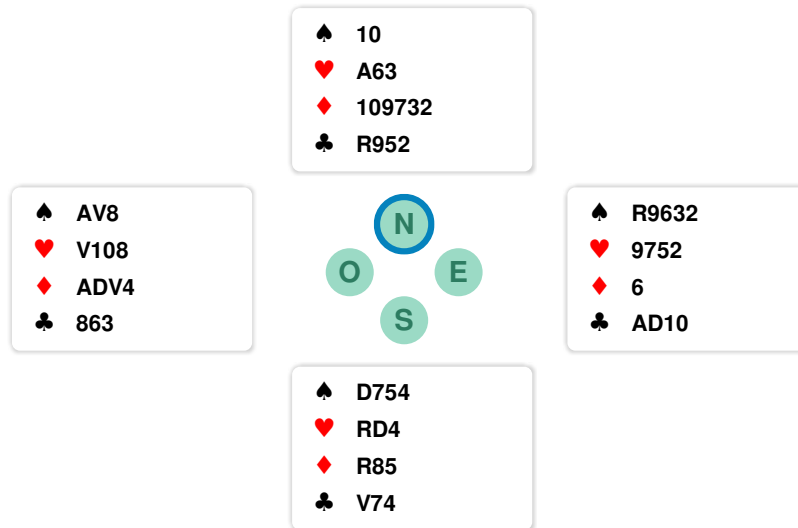 ♠ 10
♥ A63
♦ 109732
♣ R952
♠ AV8
♥ V108
♦ ADV4
♣ 863
N
O E
S
♠ R9632
♥ 9752
♦ 6
♣ AD10
♠ D754
♥ RD4
♦ R85
♣ V74